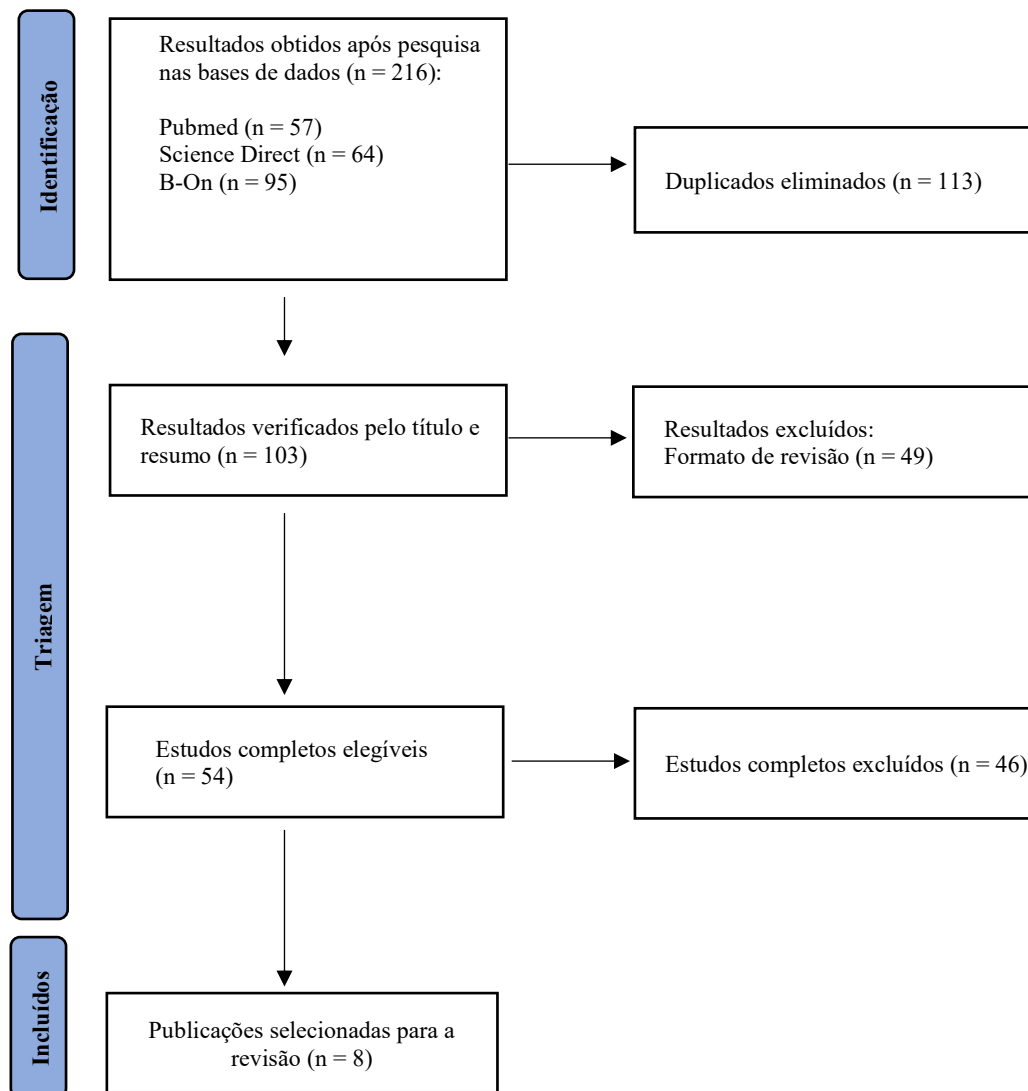 Identificação
Resultados obtidos após pesquisa
nas bases de dados (n = 216):
Pubmed (n = 57)
Science Direct (n = 64)
B-On (n = 95)
Duplicados eliminados (n = 113)
Triagem
Resultados verificados pelo título e
resumo (n = 103)
Resultados excluídos:
Formato de revisão (n = 49)
Estudos completos elegíveis
(n = 54)
Estudos completos excluídos (n = 46)
Incluídos
Publicações selecionadas para a
revisão (n = 8)